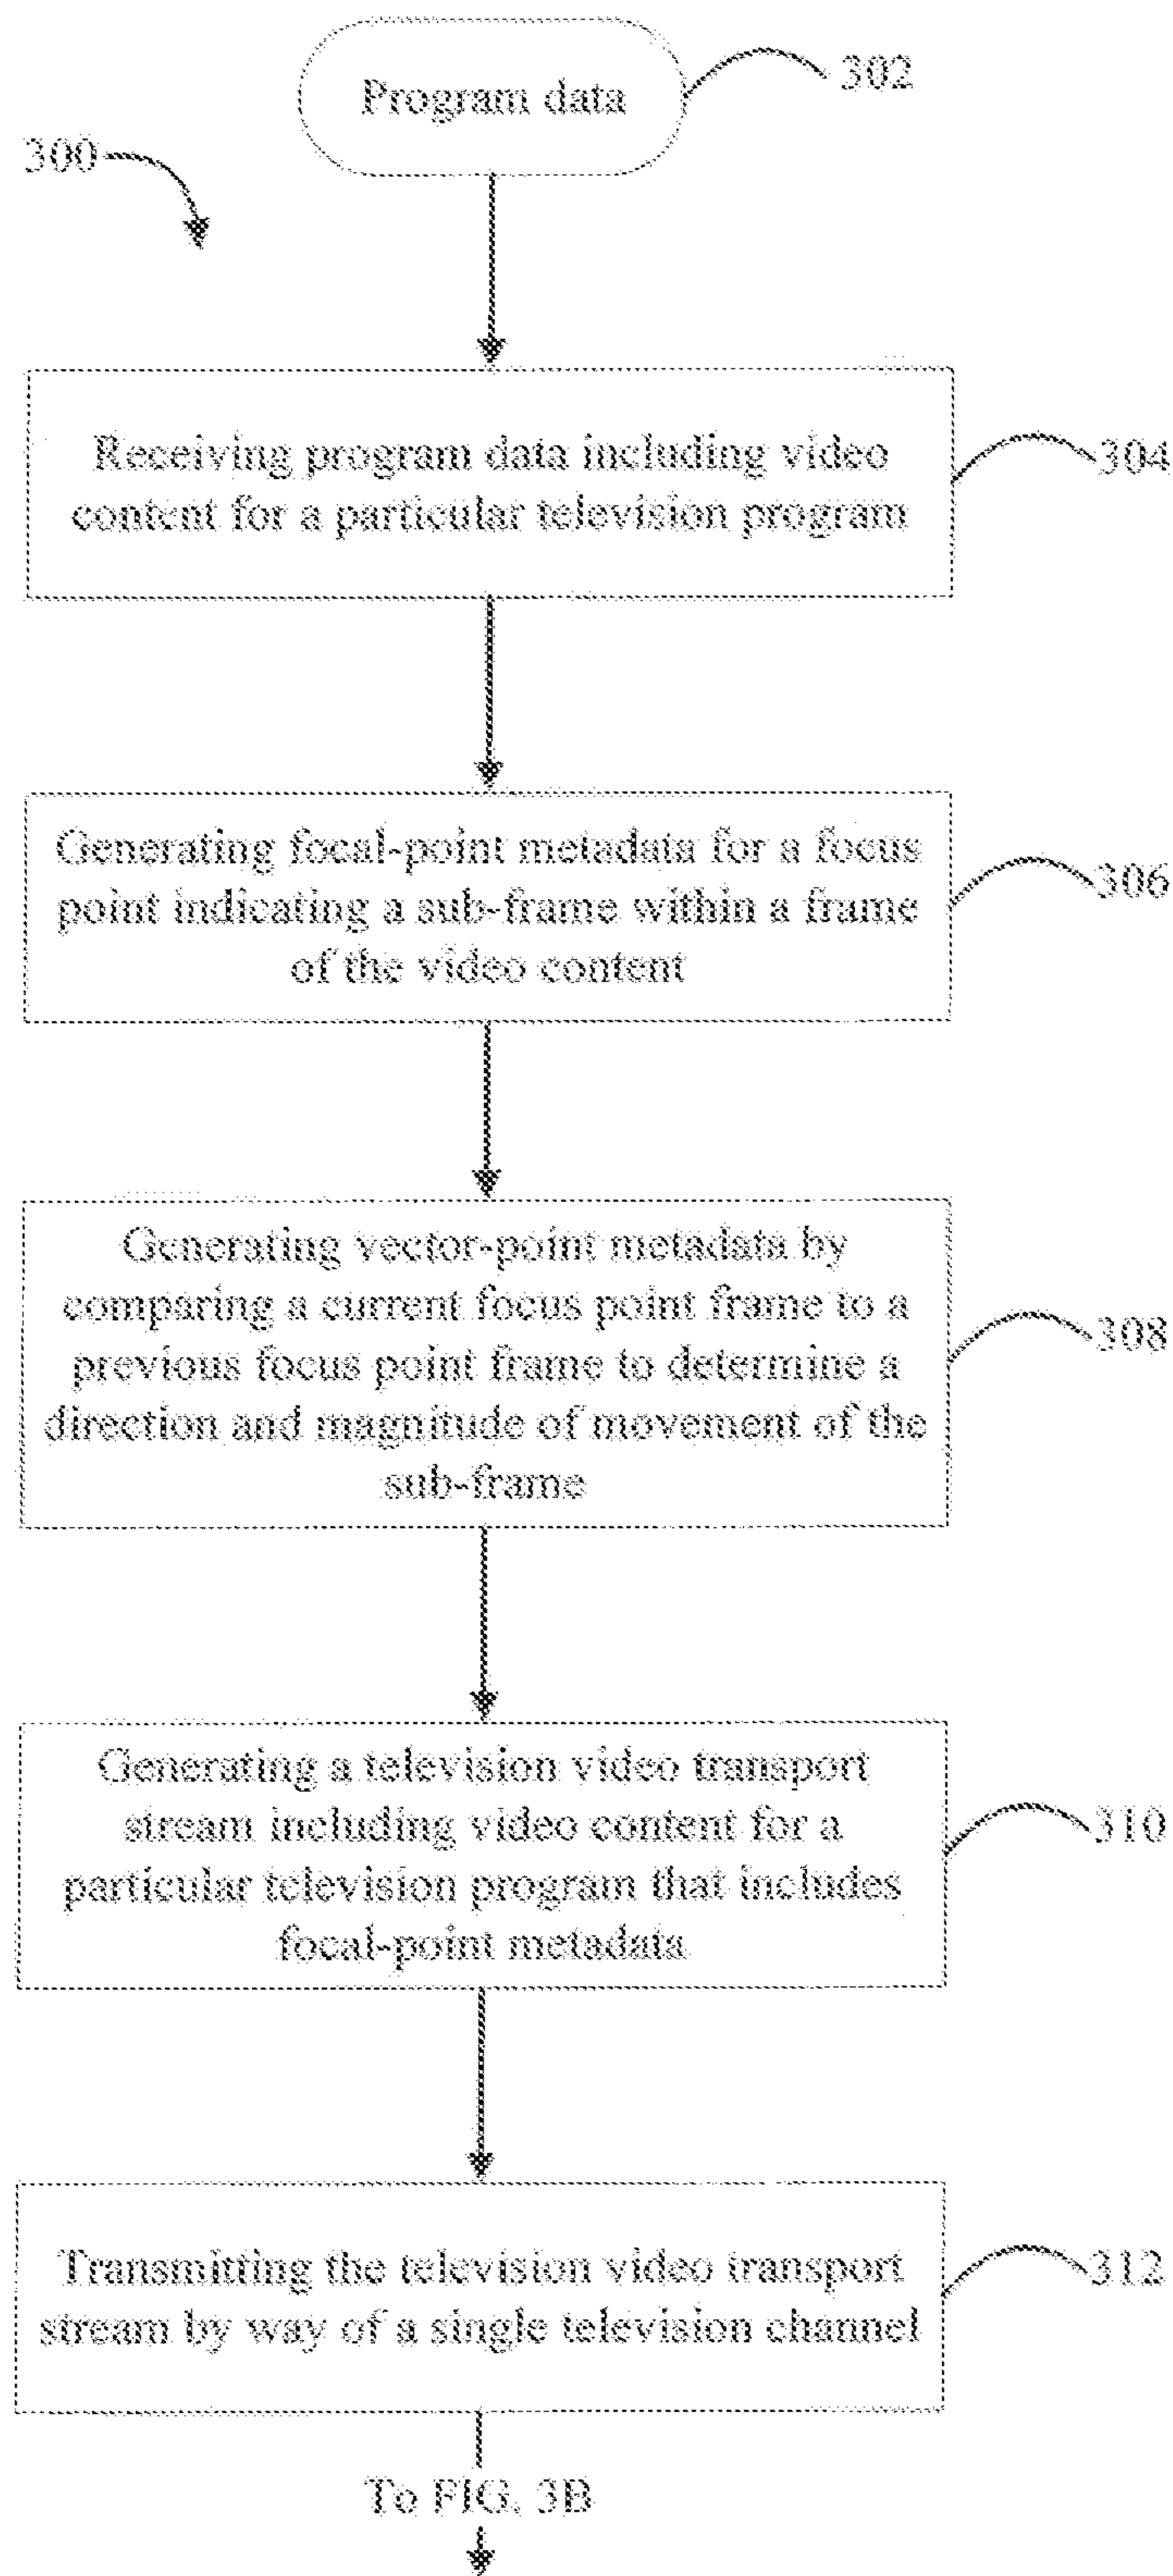 Program data
302
300
Receiving program data including video
content for a particular television program
304
Generating focal-point metadata for a focus
point indicating a sub-frame within a frame
of the video content
306
Generating vector-point metadata by
comparing a current focus point frame to a
previous focus point frame to determine a
direction and magnitude of movement of the
sub-frame
308
Generating a television video transport
stream including video content for a
particular television program that includes
focal-point metadata
310
Transmitting the television video transport
stream by way of a single television channel
312
To FIG. 3B